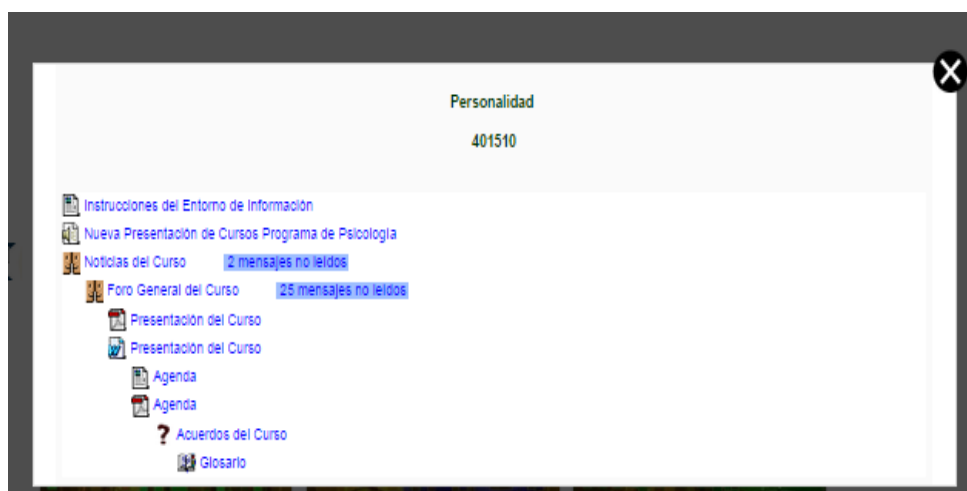 Personalidad
401510
Instrucciones del Entorno de Información
Nueva Presentación de Cursos Programa de Psicología
Noticias del Curso 2 mensajes no leídos
Foro General del Curso 25 mensajes no leídos
Presentación del Curso
Presentación del Curso
Agenda
Agenda
Acuerdos del Curso
Glosario